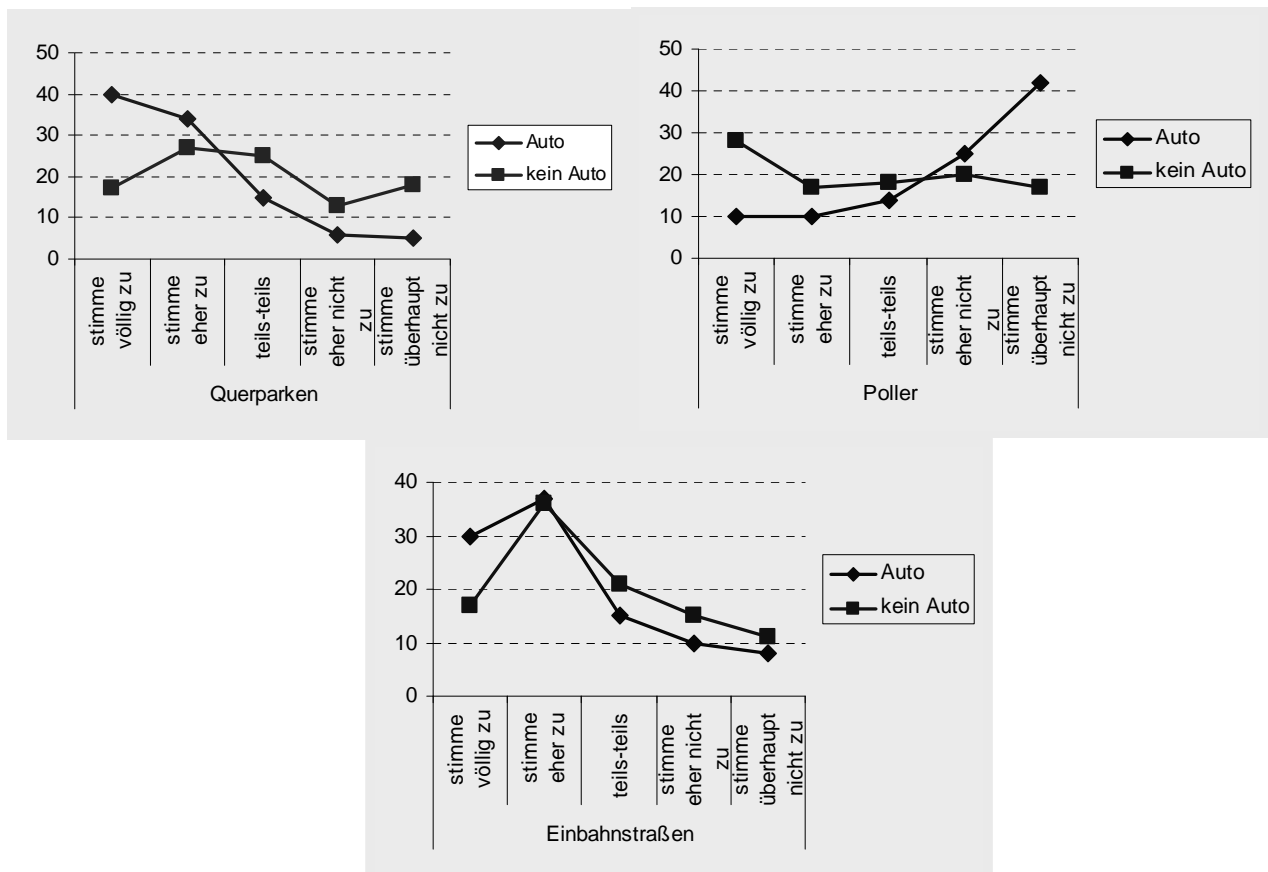 50
40
30
20
10
0
Auto
kein Auto
stimme
völlig zu
stimme
eher zu
teils-teils
stimme
eher nicht
zu
stimme
überhaupt
nicht zu
Querparken
50
40
30
20
10
0
Auto
kein Auto
stimme
völlig zu
stimme
eher zu
teils-teils
stimme
eher nicht
zu
stimme
überhaupt
nicht zu
Poller
40
30
20
10
0
Auto
kein Auto
stimme
völlig zu
stimme
eher zu
teils-teils
stimme
eher nicht
zu
stimme
überhaupt
nicht zu
Einbahnstraßen